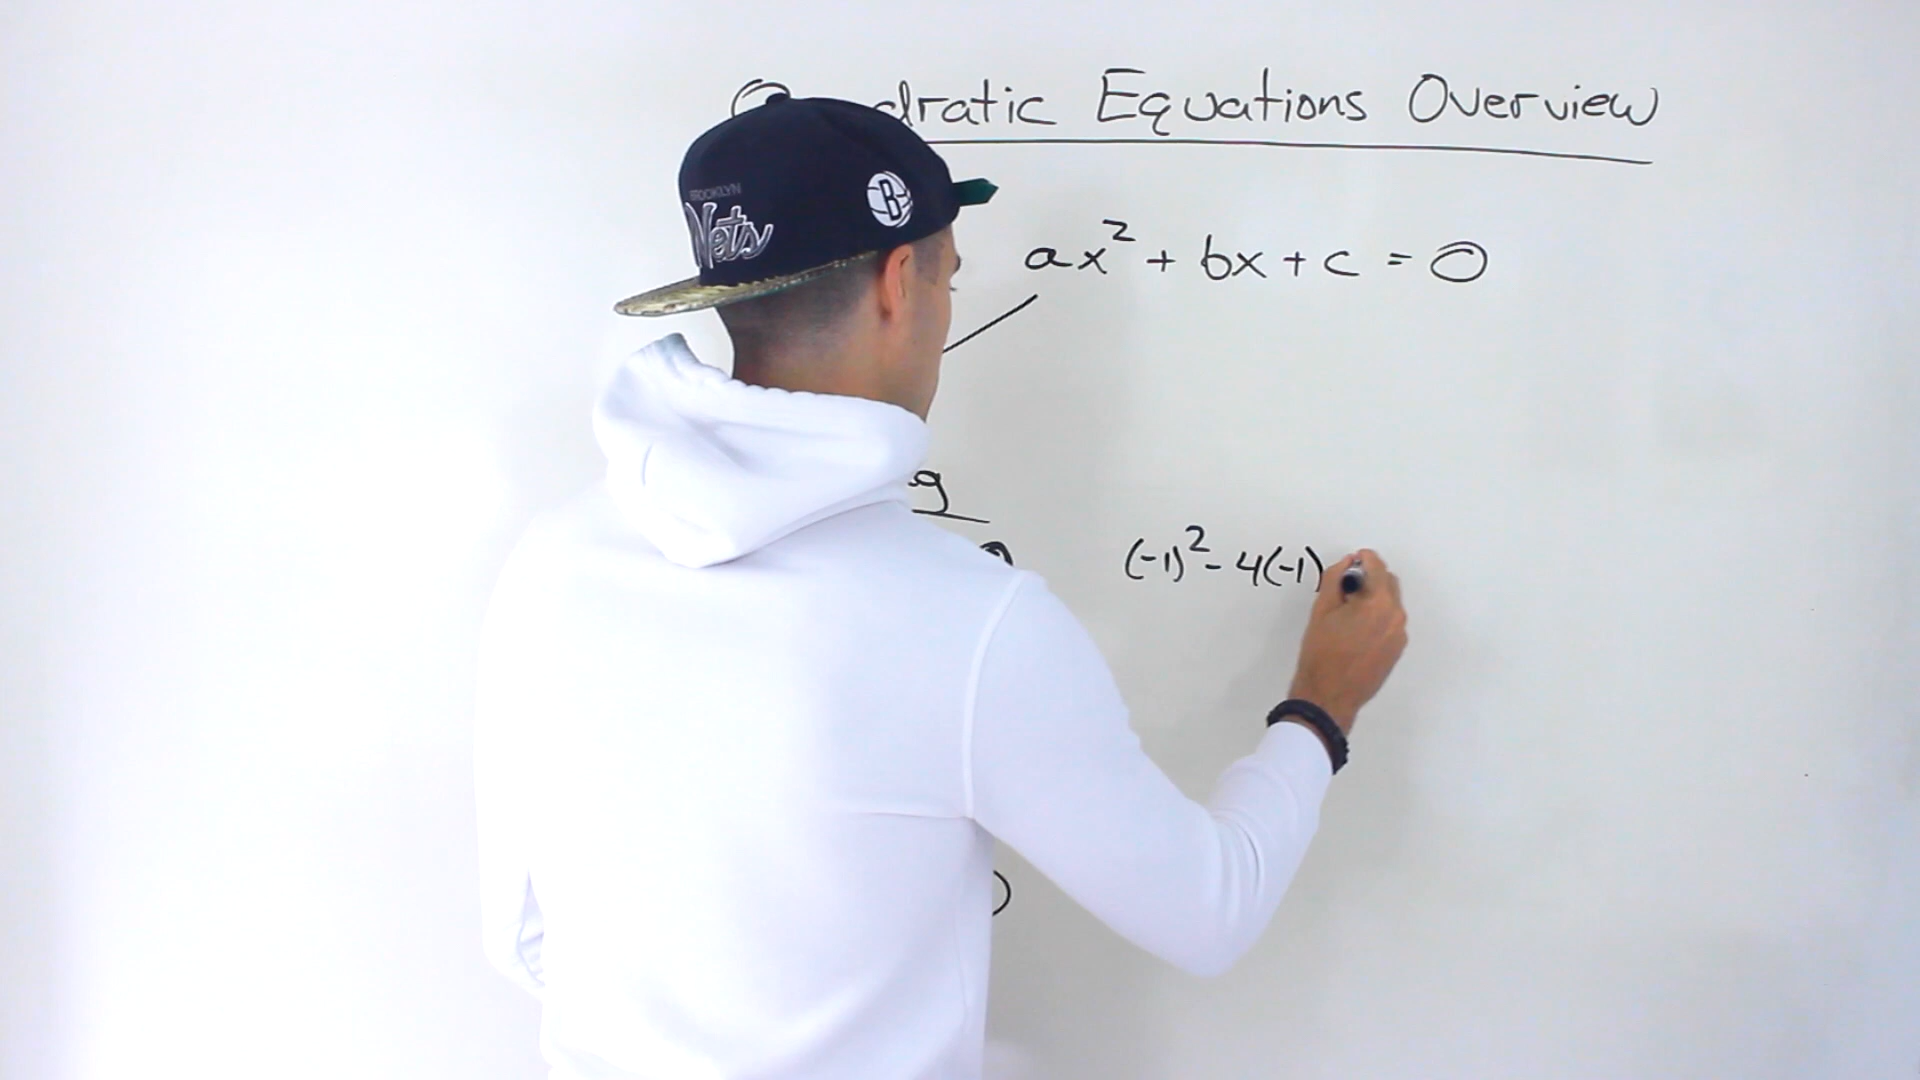 dratic Equations Overview
BROOKLYN
Nets
B
ax² + bx + c = 0
g
(-1)² - 4(-1)
)